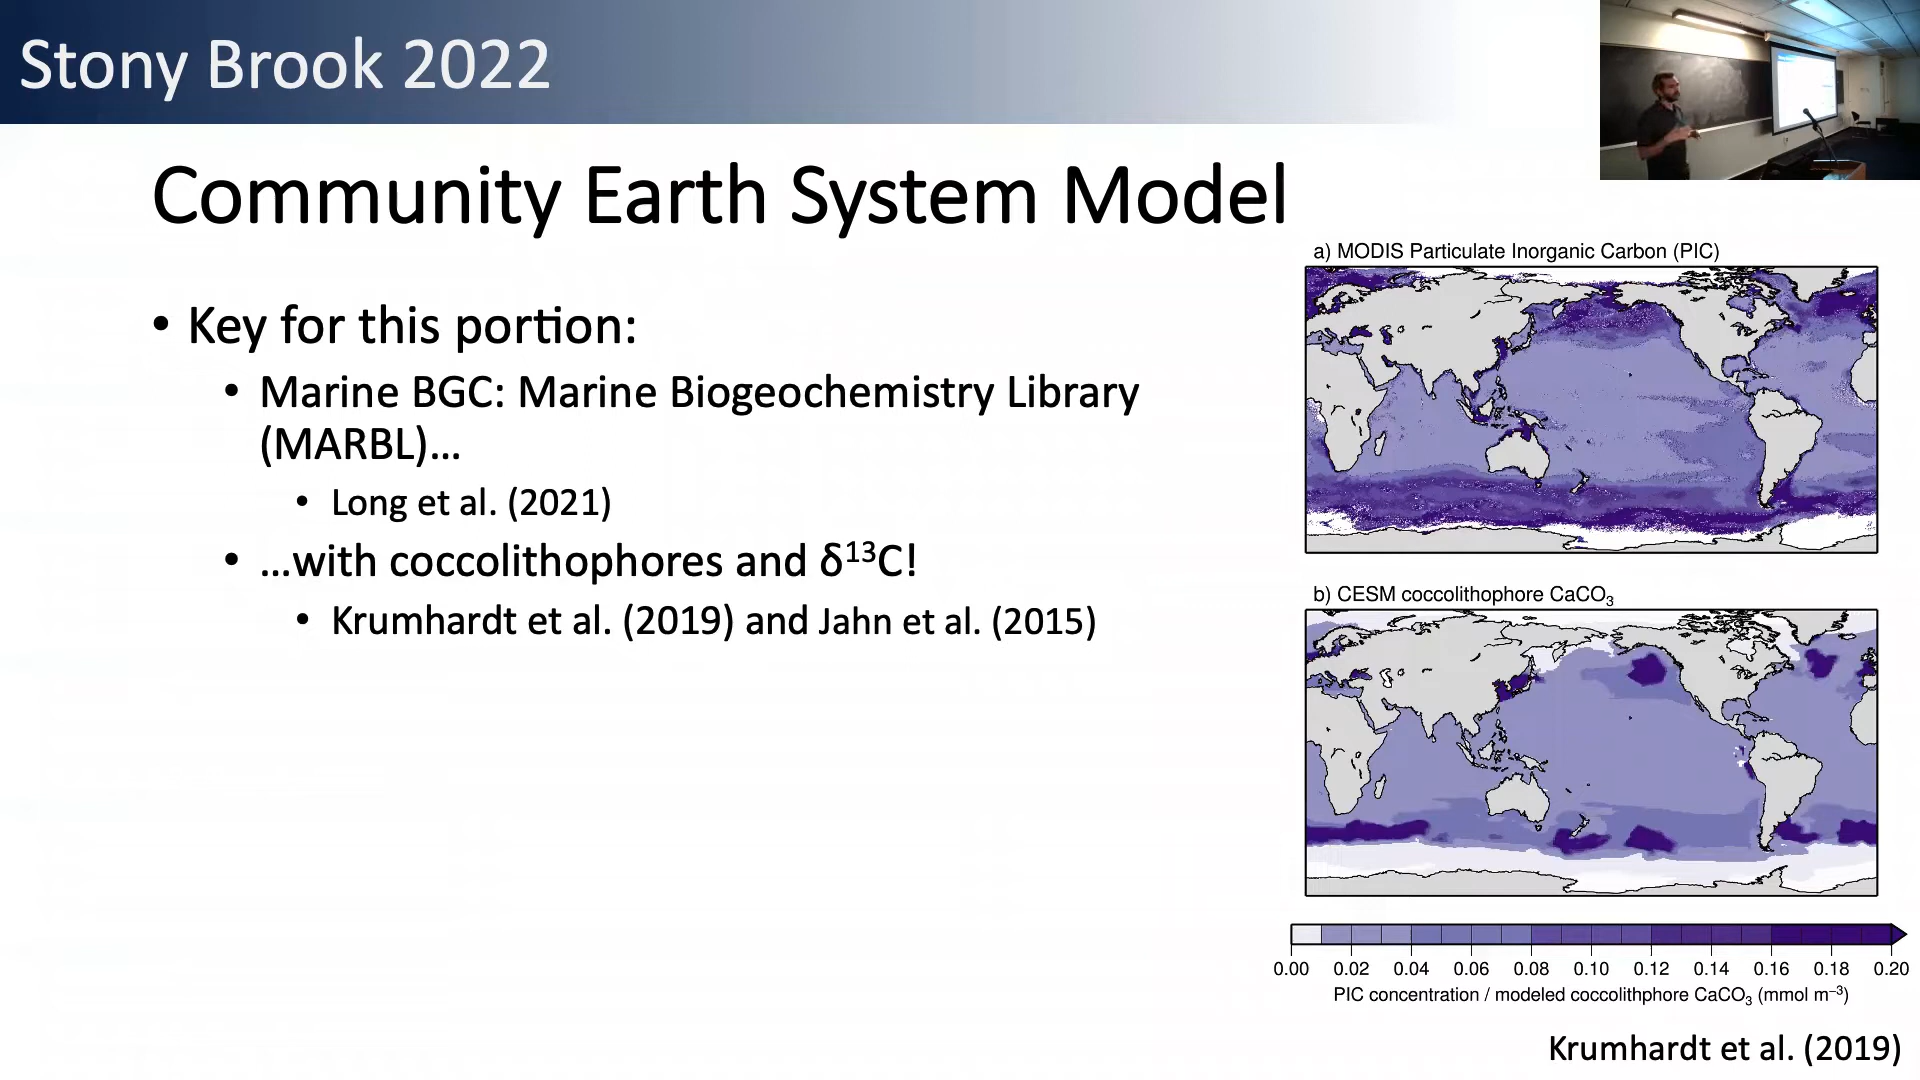 Stony Brook 2022
Community Earth System Model
• Key for this portion:
• Marine BGC: Marine Biogeochemistry Library
(MARBL)…
• Long et al. (2021)
• …with coccolithophores and δ¹³C!
• Krumhardt et al. (2019) and Jahn et al. (2015)
a) MODIS Particulate Inorganic Carbon (PIC)
b) CESM coccolithophore CaCO₃
0.00 0.02 0.04 0.06 0.08 0.10 0.12 0.14 0.16 0.18 0.20
PIC concentration / modeled coccolithphore CaCO₃ (mmol m⁻³)
Krumhardt et al. (2019)